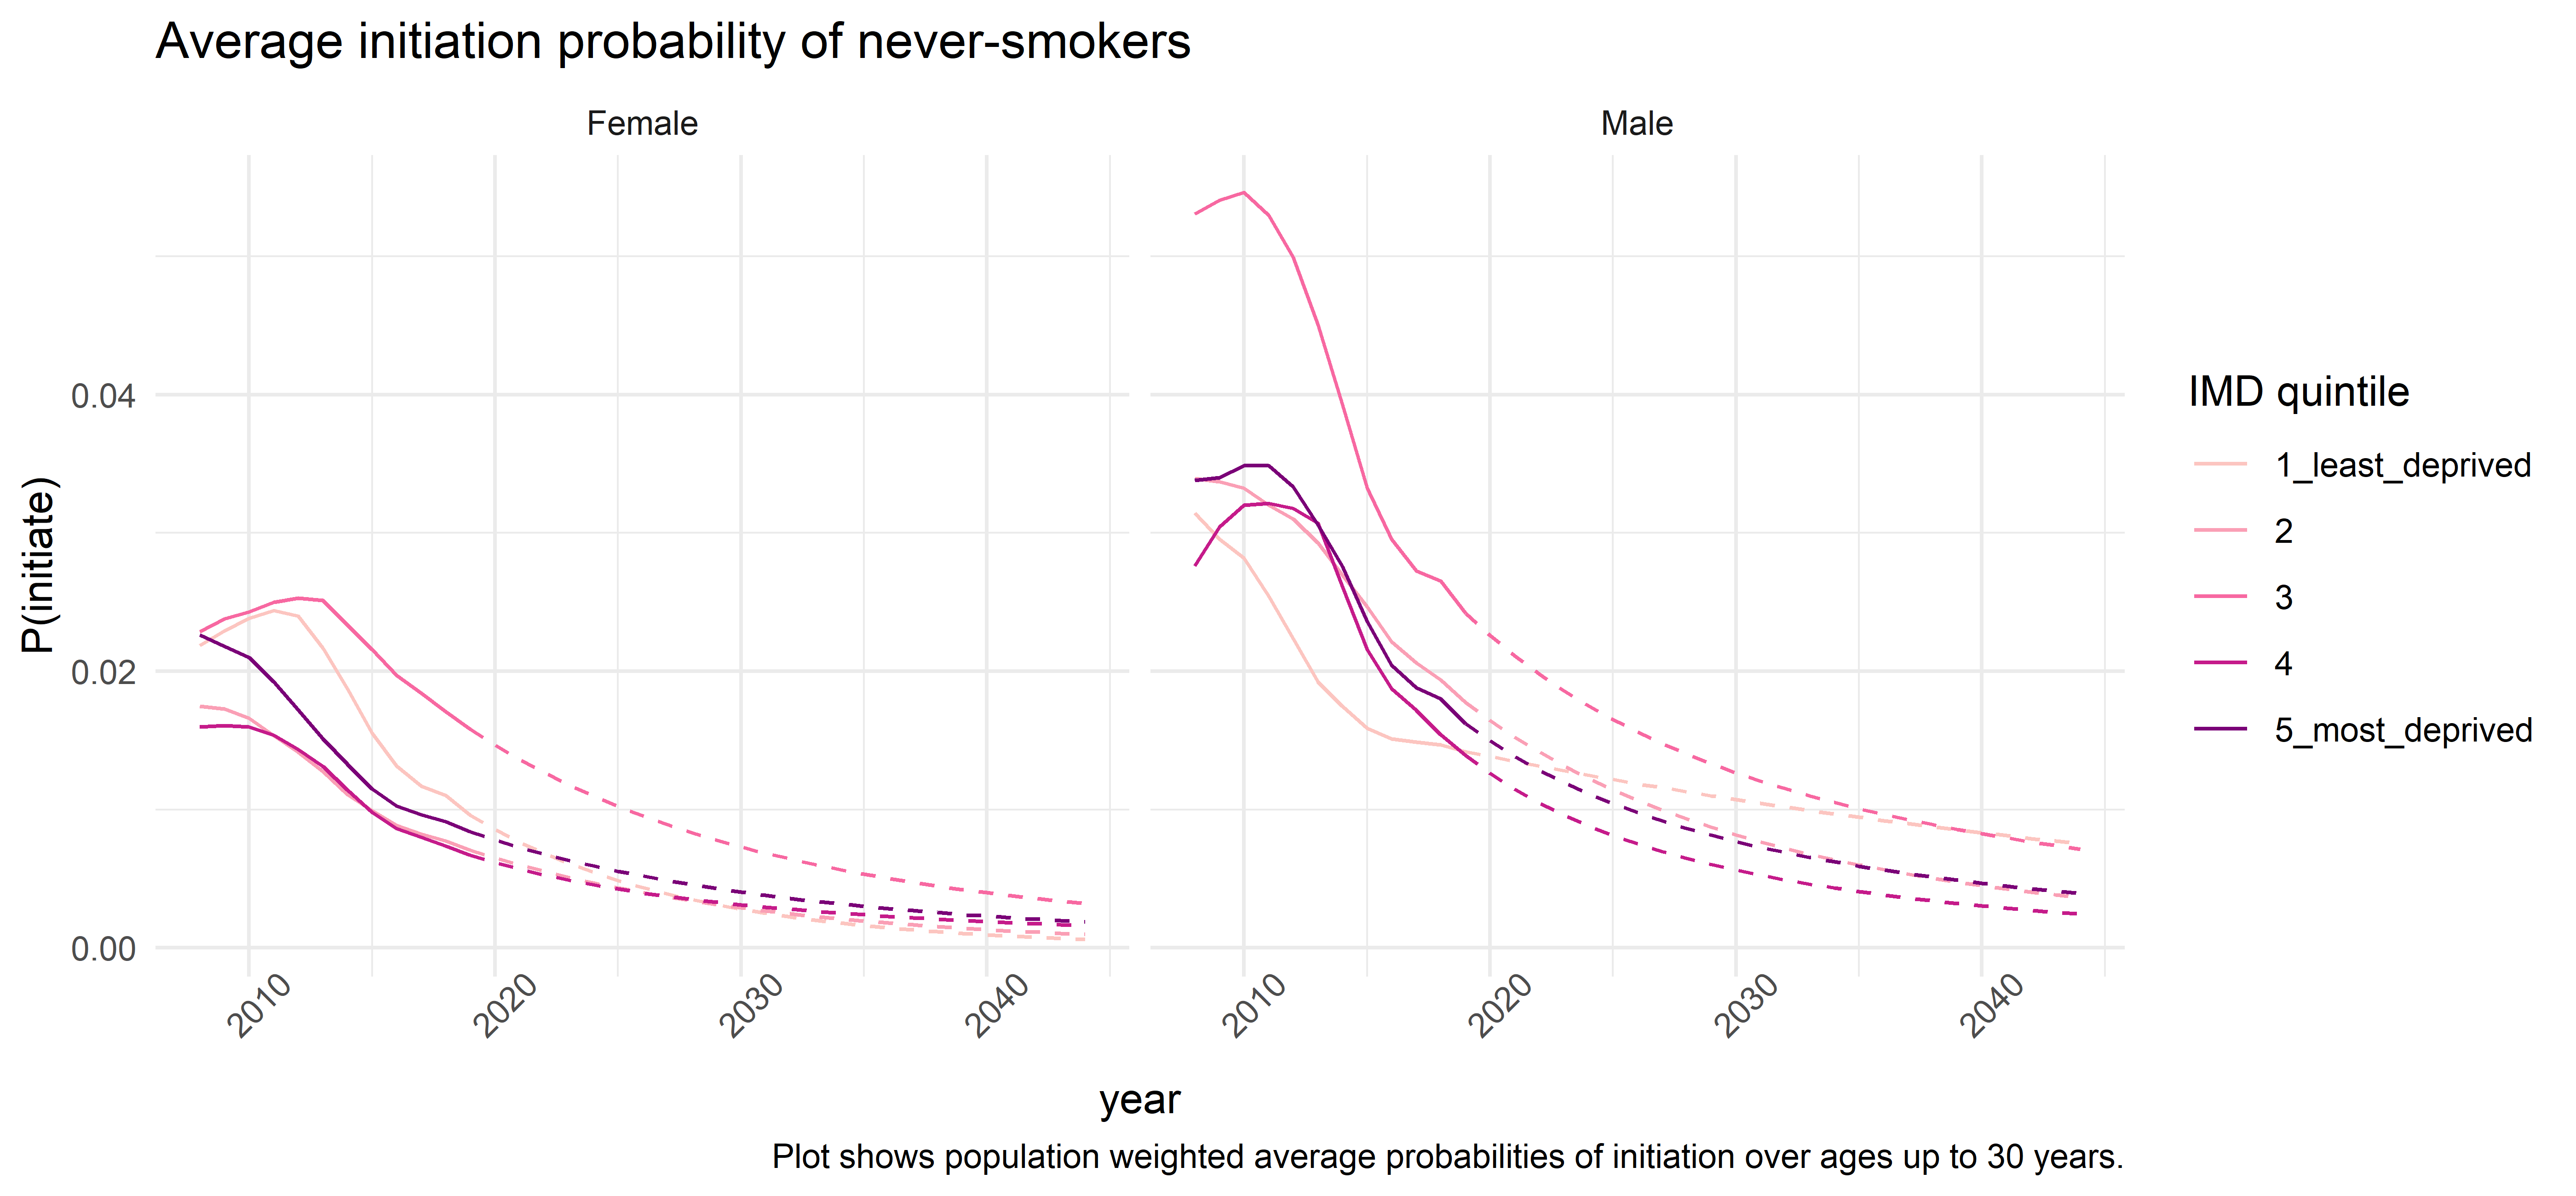 Average initiation probability of never-smokers
Female
Male
P(initiate)
0.04
0.02
0.00
2010
2020
2030
2040
2010
2020
2030
2040
year
IMD quintile
1_least_deprived
2
3
4
5_most_deprived
Plot shows population weighted average probabilities of initiation over ages up to 30 years.